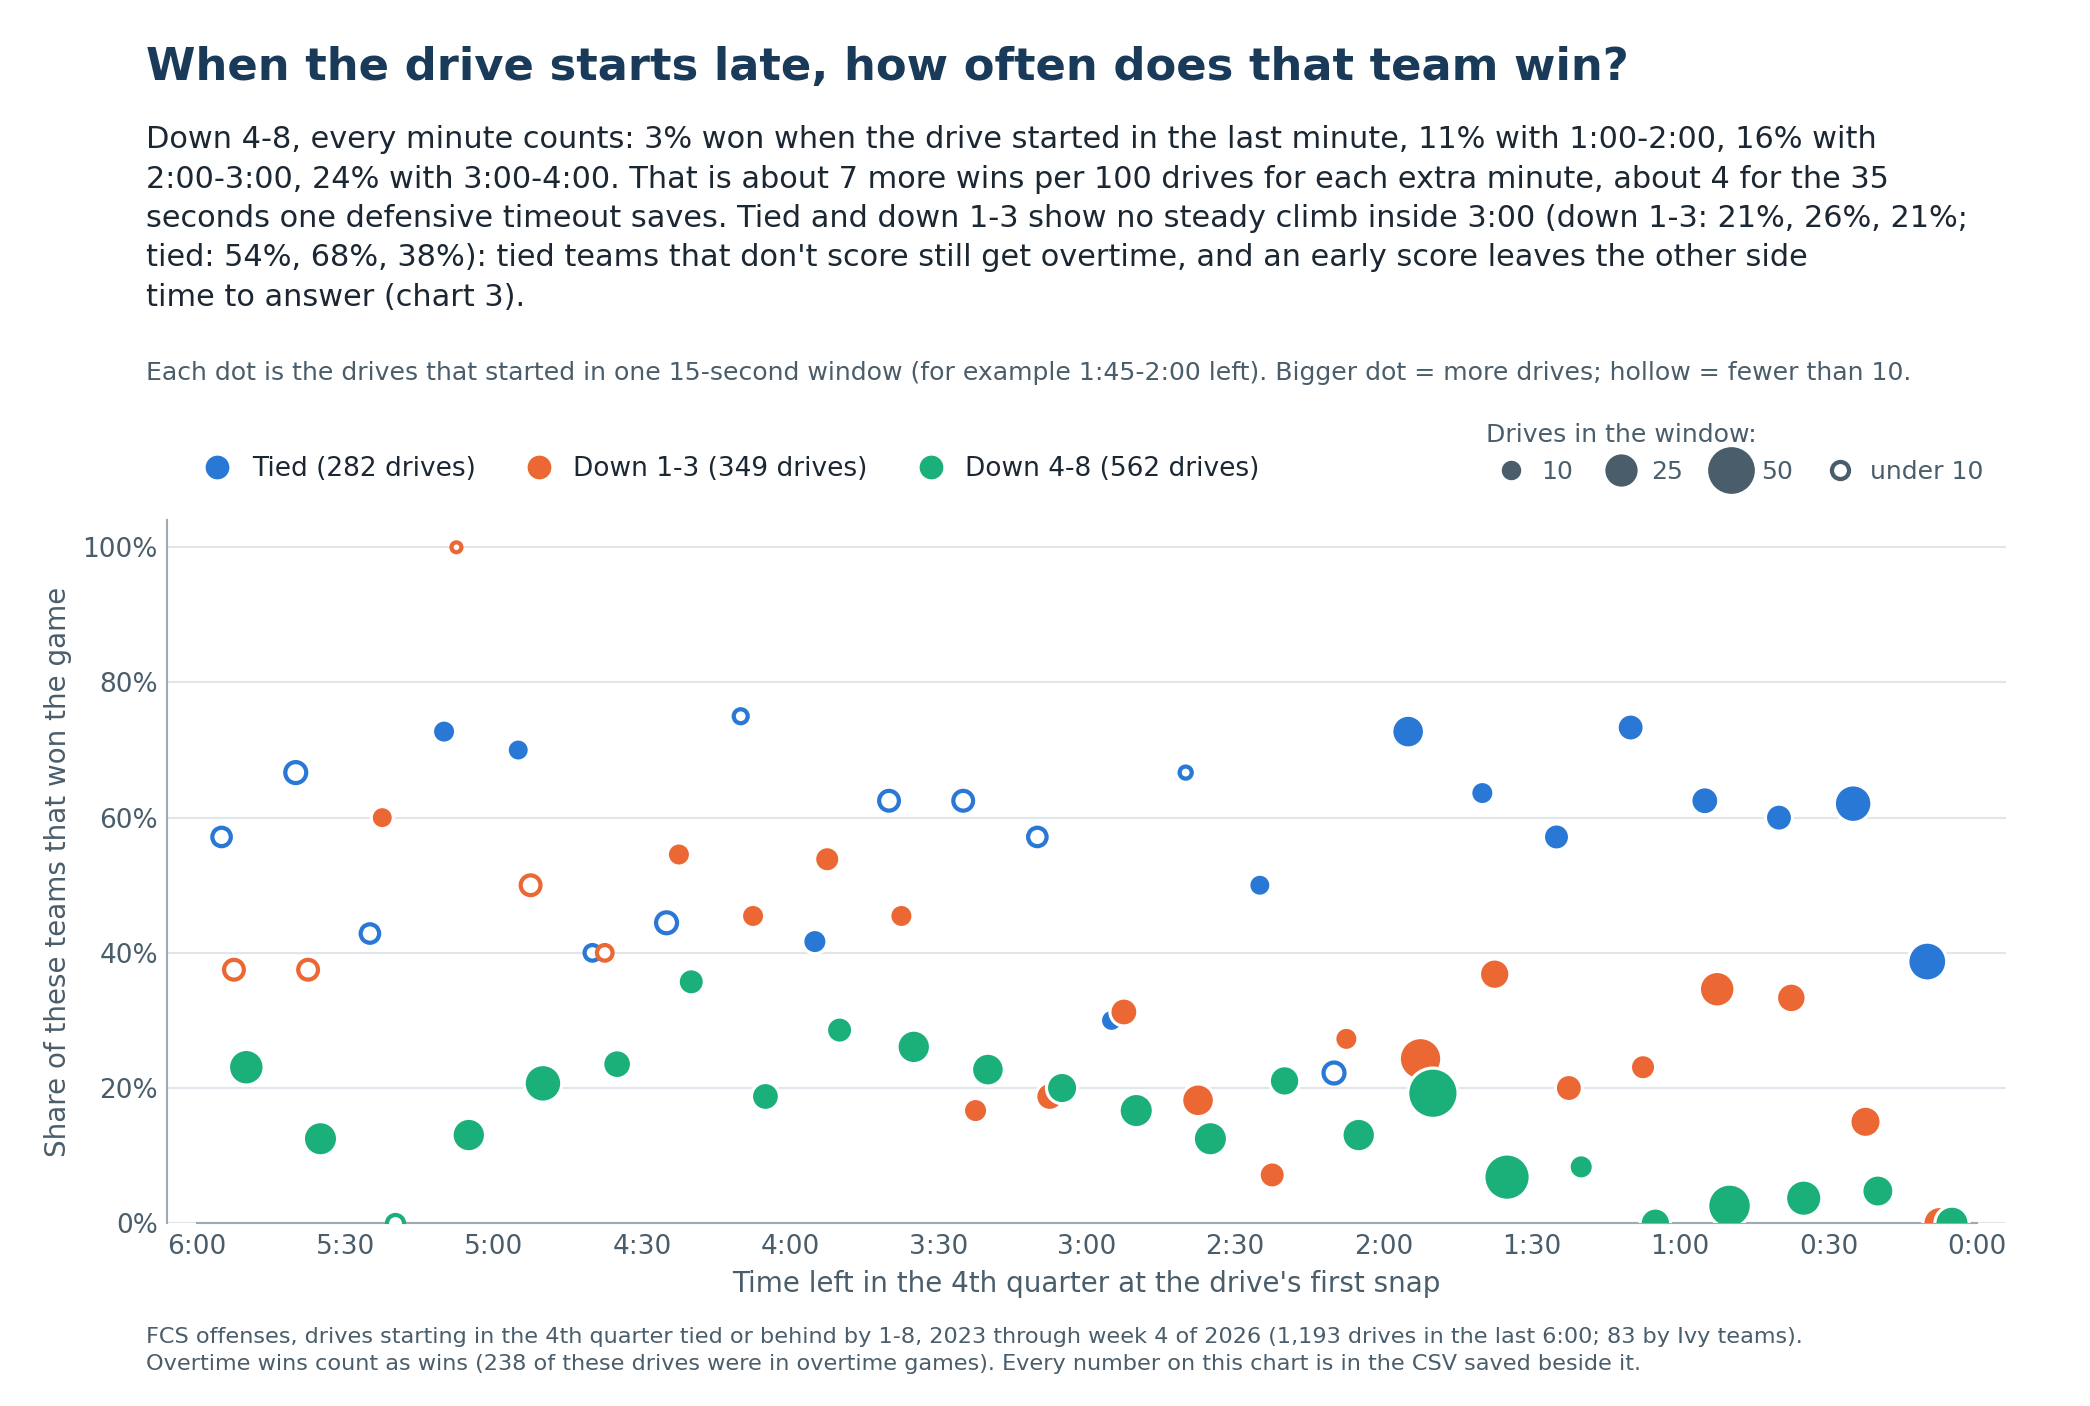 When the drive starts late, how often does that team win?
Down 4-8, every minute counts: 3% won when the drive started in the last minute, 11% with 1:00-2:00, 16% with
2:00-3:00, 24% with 3:00-4:00. That is about 7 more wins per 100 drives for each extra minute, about 4 for the 35
seconds one defensive timeout saves. Tied and down 1-3 show no steady climb inside 3:00 (down 1-3: 21%, 26%, 21%;
tied: 54%, 68%, 38%): tied teams that don't score still get overtime, and an early score leaves the other side
time to answer (chart 3).
Each dot is the drives that started in one 15-second window (for example 1:45-2:00 left). Bigger dot = more drives; hollow = fewer than 10.
Drives in the window:
Tied (282 drives) Down 1-3 (349 drives) Down 4-8 (562 drives) 10 25 50 under 10
Share of these teams that won the game
100%
80%
60%
40%
20%
0%
6:00 5:30 5:00 4:30 4:00 3:30 3:00 2:30 2:00 1:30 1:00 0:30 0:00
Time left in the 4th quarter at the drive's first snap
FCS offenses, drives starting in the 4th quarter tied or behind by 1-8, 2023 through week 4 of 2026 (1,193 drives in the last 6:00; 83 by Ivy teams).
Overtime wins count as wins (238 of these drives were in overtime games). Every number on this chart is in the CSV saved beside it.